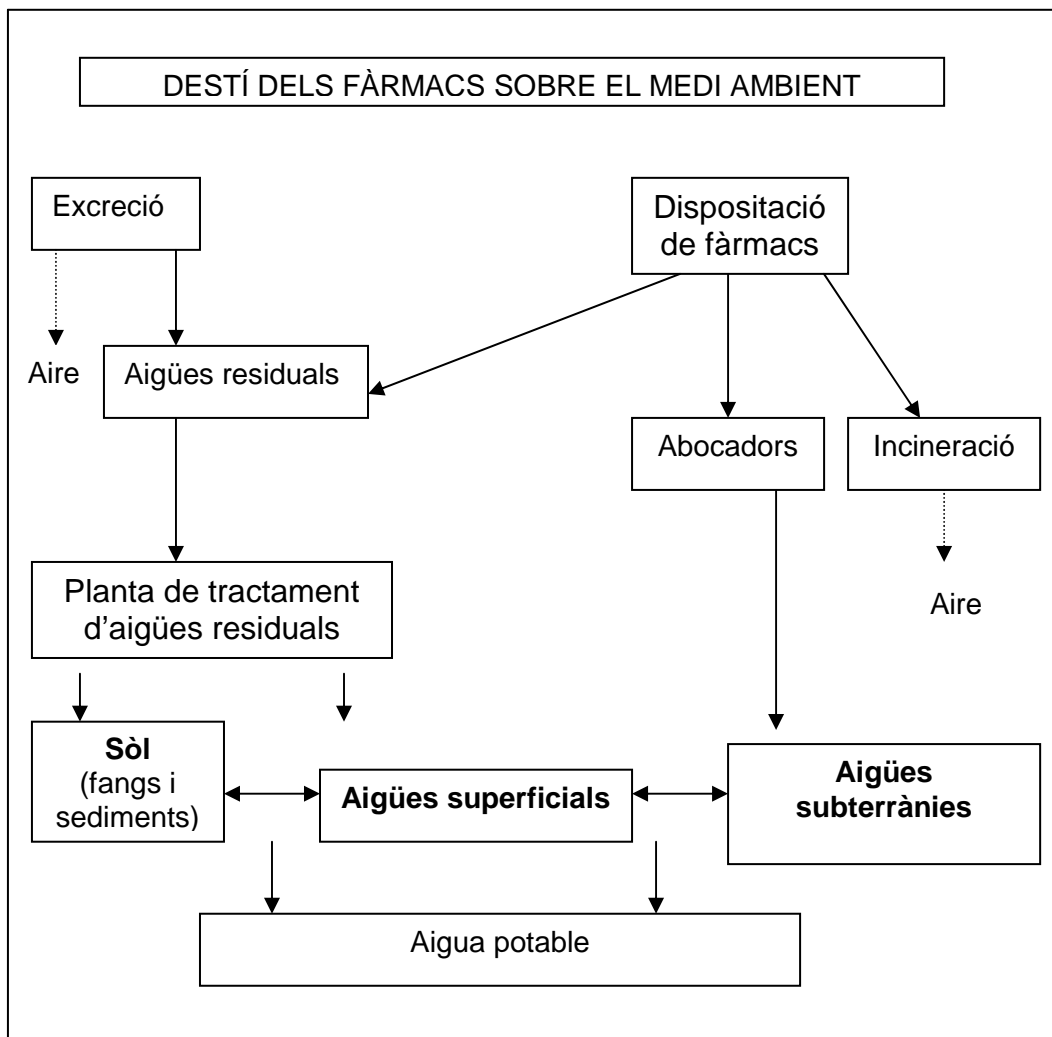 DESTÍ DELS FÀRMACS SOBRE EL MEDI AMBIENT
Excreció
Dispositació
de fàrmacs
Aire
Aigües residuals
Abocadors
Incineració
Planta de tractament
d’aigües residuals
Aire
Sòl
(fangs i
sediments)
Aigües superficials
Aigües
subterrànies
Aigua potable